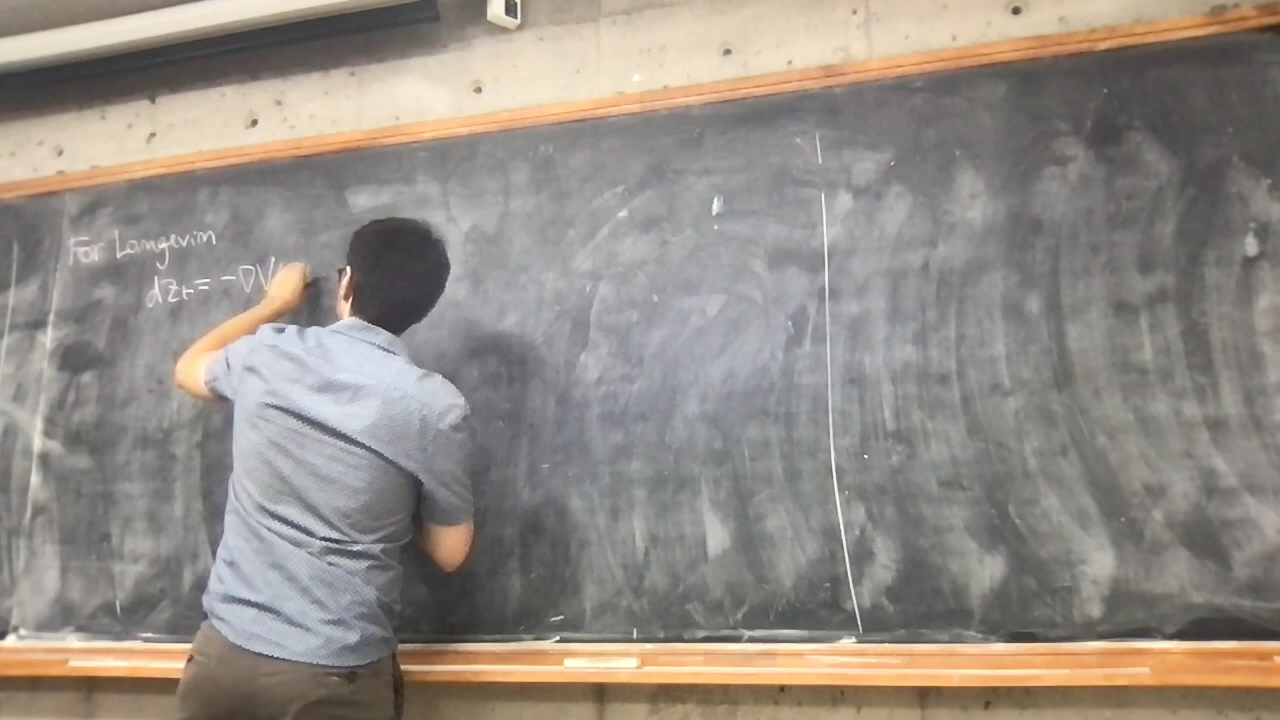 For Langevin
dZt = -∇V